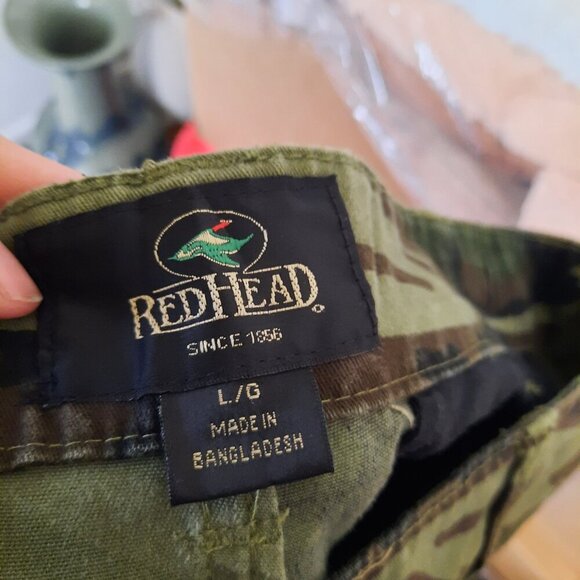 REDHEAD
SINCE 1856
L/G
MADE IN
BANGLADESH